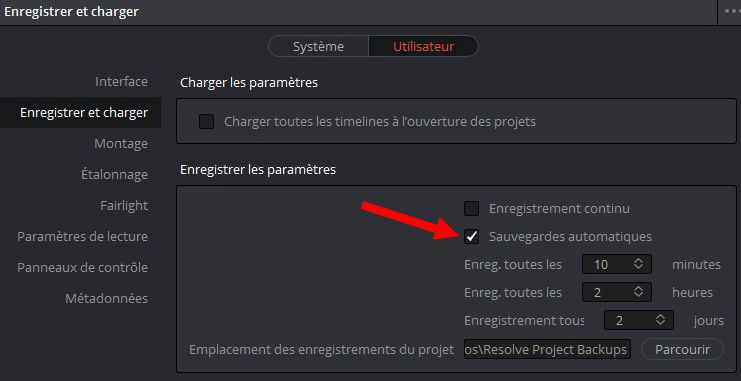 Enregistrer et charger
Système Utilisateur
Interface
Charger les paramètres
Enregistrer et charger
Charger toutes les timelines à l'ouverture des projets
Montage
Étalonnage
Enregistrer les paramètres
Fairlight
Enregistrement continu
Paramètres de lecture
Sauvegardes automatiques
Panneaux de contrôle
Enreg. toutes les 10 minutes
Métadonnées
Enreg. toutes les 2 heures
Enregistrement tous 2 jours
Emplacement des enregistrements du projet os\Resolve Project Backups Parcourir